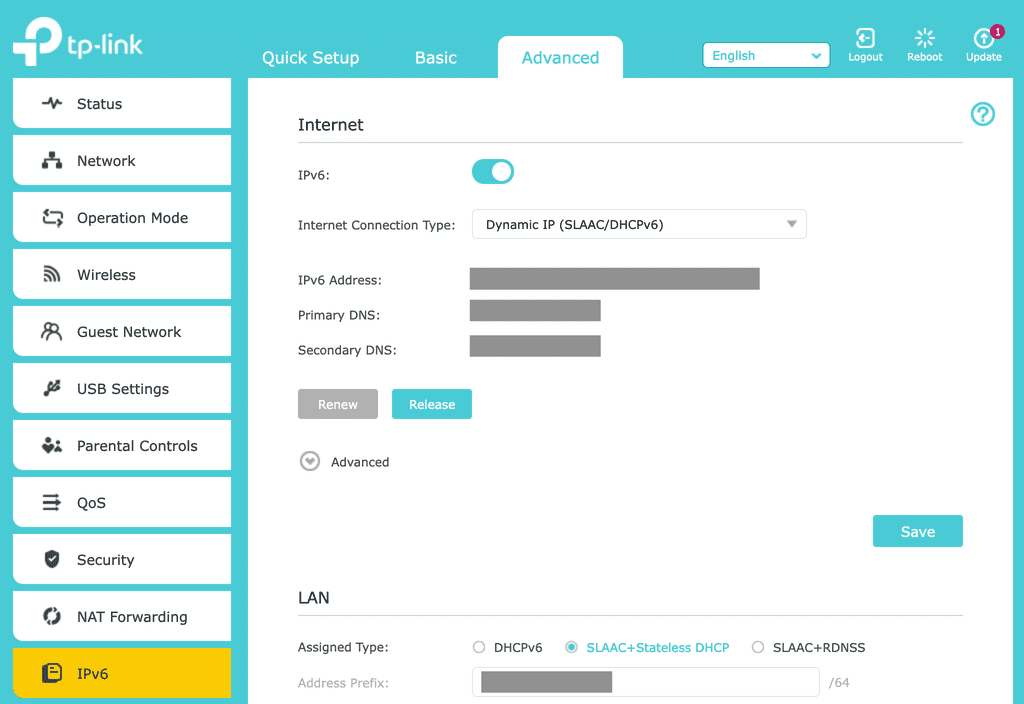 tp-link
Quick Setup
Basic
Advanced
English
Logout
Reboot
Update
1
Status
Network
Operation Mode
Wireless
Guest Network
USB Settings
Parental Controls
QoS
Security
NAT Forwarding
IPv6
Internet
?
IPv6:
Internet Connection Type: Dynamic IP (SLAAC/DHCPv6)
IPv6 Address:
Primary DNS:
Secondary DNS:
Renew Release
Advanced
Save
LAN
Assigned Type: DHCPv6 SLAAC+Stateless DHCP SLAAC+RDNSS
Address Prefix: /64